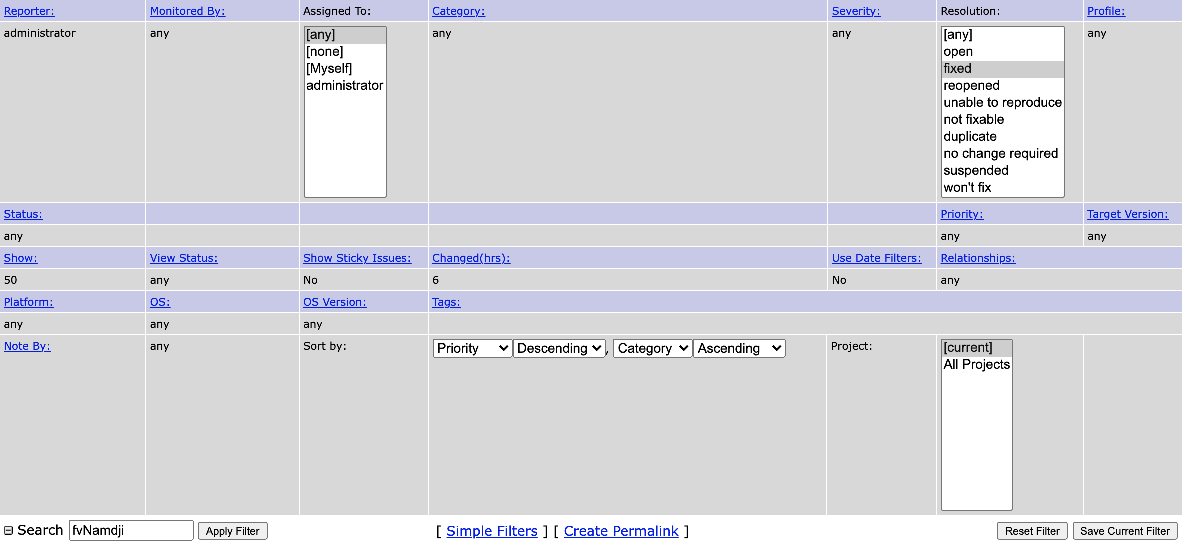 Reporter: Monitored By: Assigned To: Category: Severity: Resolution: Profile:
administrator any [any] any any [any] any
[none] open
[Myself] fixed
administrator reopened
unable to reproduce
not fixable
duplicate
no change required
suspended
won't fix
Status: Priority: Target Version:
any any any
Show: View Status: Show Sticky Issues: Changed(hrs): Use Date Filters: Relationships:
50 any No 6 No any
Platform: OS: OS Version: Tags:
any any any
Note By: any Sort by: Priority Descending, Category Ascending Project: [current]
All Projects
Search fvNamdji Apply Filter [ Simple Filters ] [ Create Permalink ] Reset Filter Save Current Filter